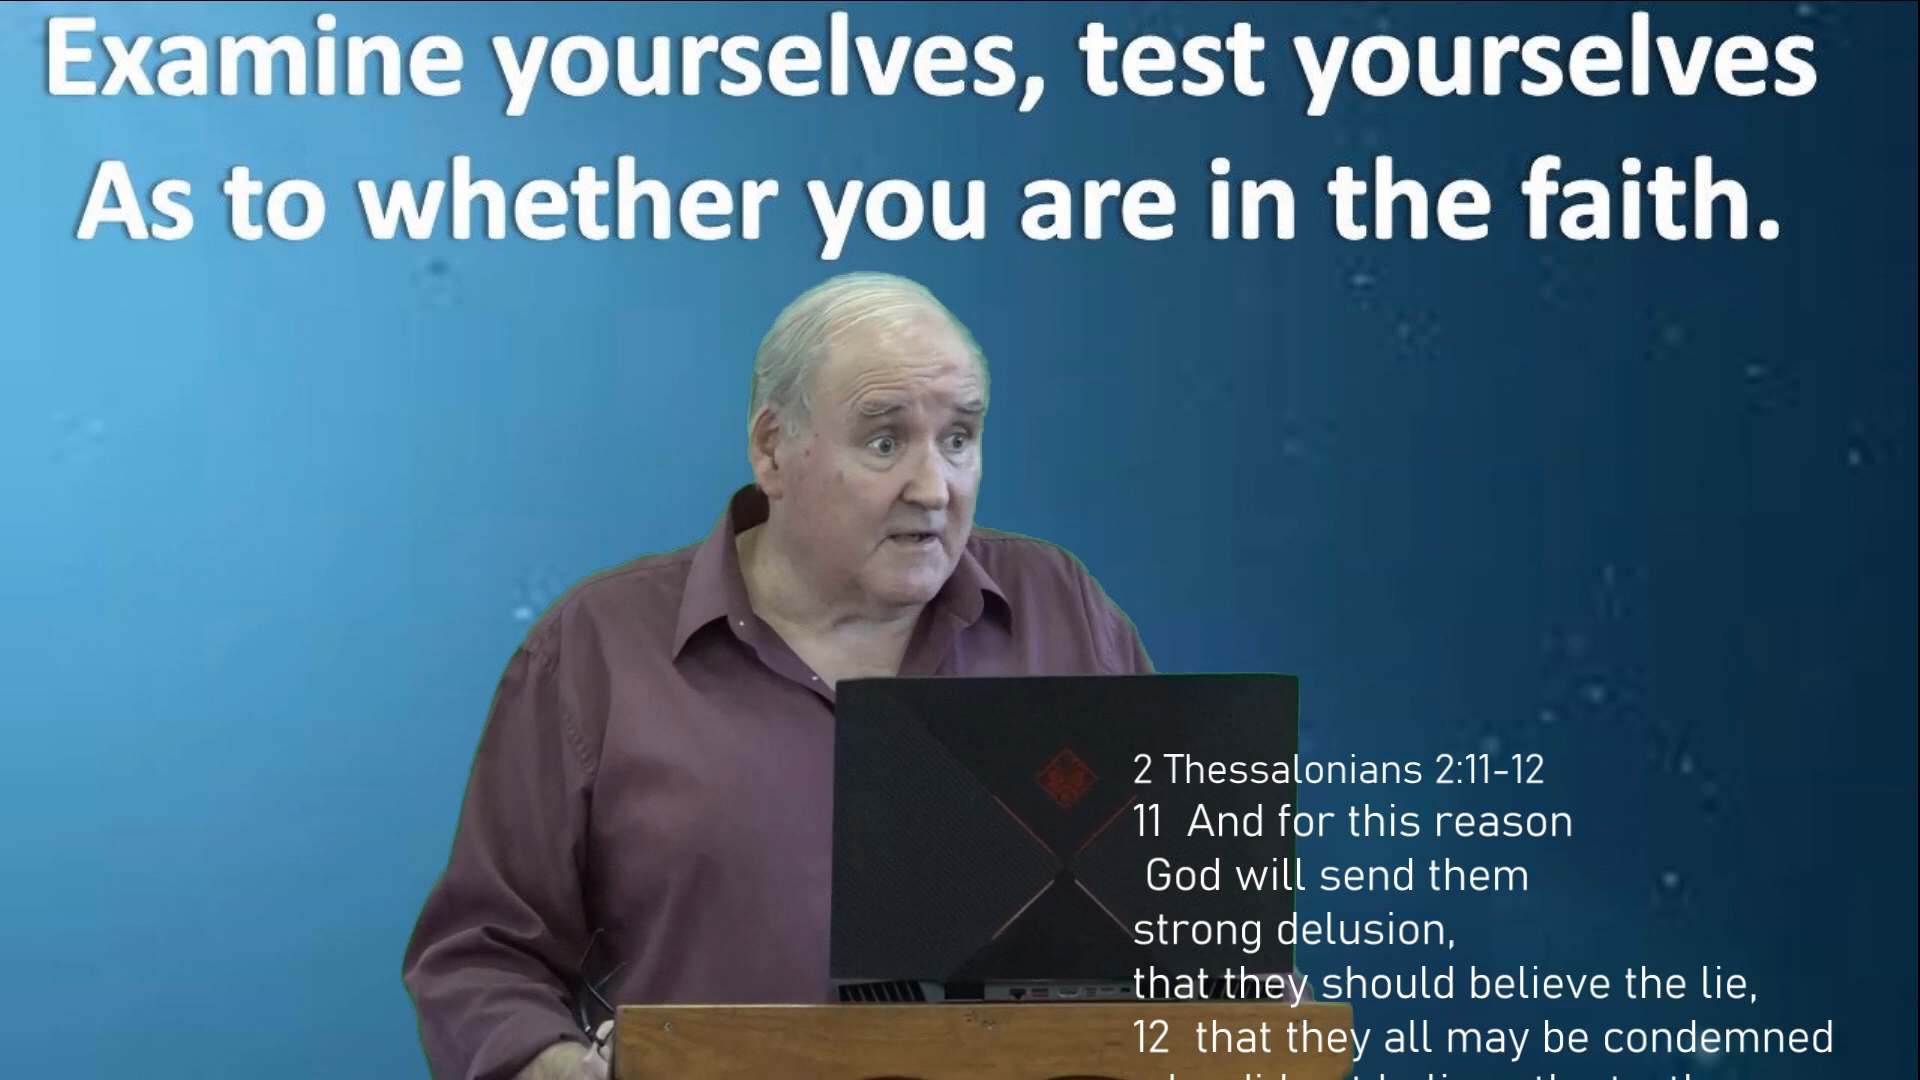 Examine yourselves, test yourselves
As to whether you are in the faith.
2 Thessalonians 2:11-12
11 And for this reason
God will send them
strong delusion,
that they should believe the lie,
12 that they all may be condemned